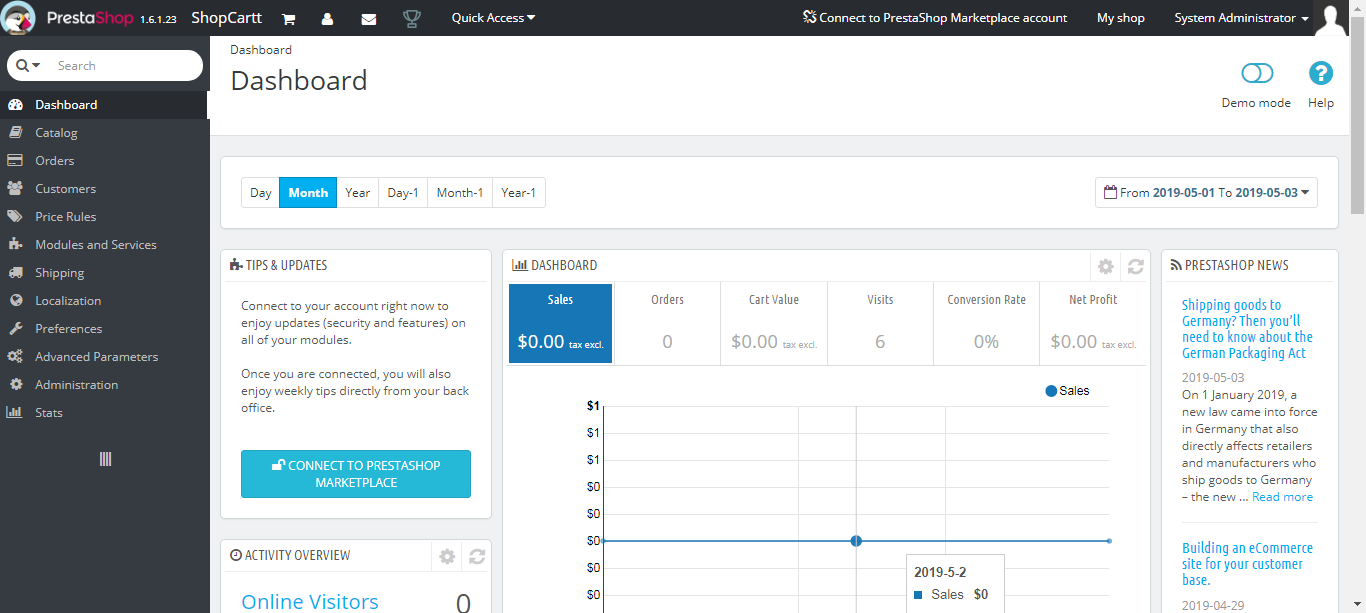 PrestaShop 1.6.1.23 ShopCartt Quick Access Connect to PrestaShop Marketplace account My shop System Administrator
Search
Dashboard
Catalog
Orders
Customers
Price Rules
Modules and Services
Shipping
Localization
Preferences
Advanced Parameters
Administration
Stats
Dashboard
Dashboard
Demo mode
Help
Day Month Year Day-1 Month-1 Year-1
From 2019-05-01 To 2019-05-03
TIPS & UPDATES
Connect to your account right now to
enjoy updates (security and features) on
all of your modules.
Once you are connected, you will also
enjoy weekly tips directly from your back
office.
CONNECT TO PRESTASHOP
MARKETPLACE
ACTIVITY OVERVIEW
Online Visitors 0
DASHBOARD
Sales Orders Cart Value Visits Conversion Rate Net Profit
$0.00 tax excl. 0 $0.00 tax excl. 6 0% $0.00 tax excl.
Sales
$1
$1
$1
$0
$0
$0
$0
$0
2019-5-2
Sales $0
PRESTASHOP NEWS
Shipping goods to
Germany? Then you'll
need to know about the
German Packaging Act
2019-05-03
On 1 January 2019, a
new law came into force
in Germany that also
directly affects retailers
and manufacturers who
ship goods to Germany
– the new ... Read more
Building an eCommerce
site for your customer
base.
2019-04-29